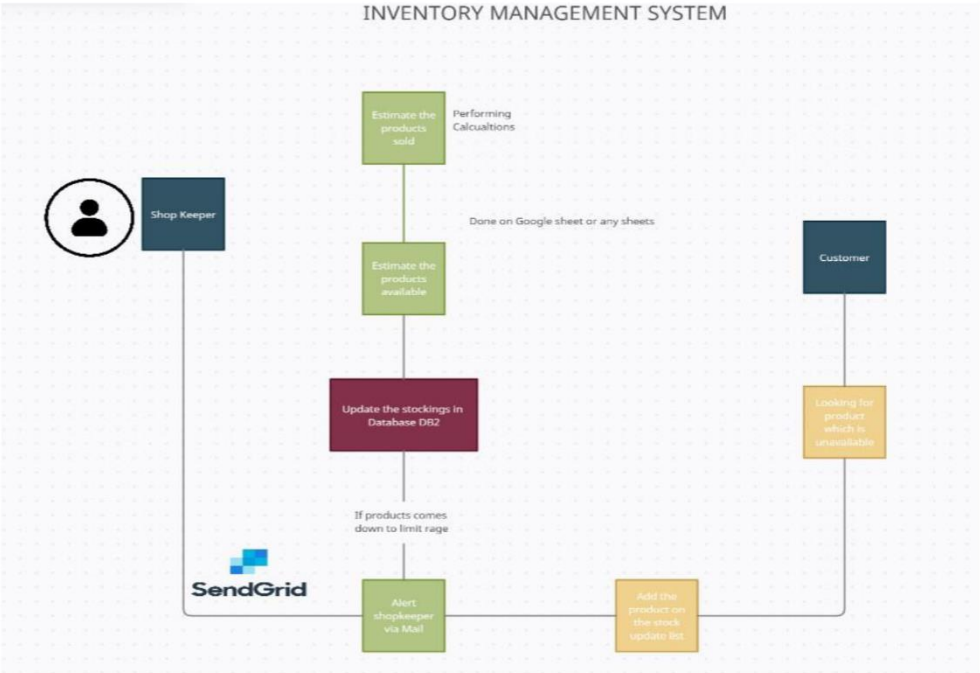 INVENTORY MANAGEMENT SYSTEM
Estimate the
products
sold
Performing
Calcualtions
Shop Keeper
Done on Google sheet or any sheets
Customer
Estimate the
products
available
Update the stockings in
Database DB2
Looking for
product
which is
unavailable
If products comes
down to limit rage
SendGrid
Alert
shopkeeper
via Mail
Add the
product on
the stock
update list